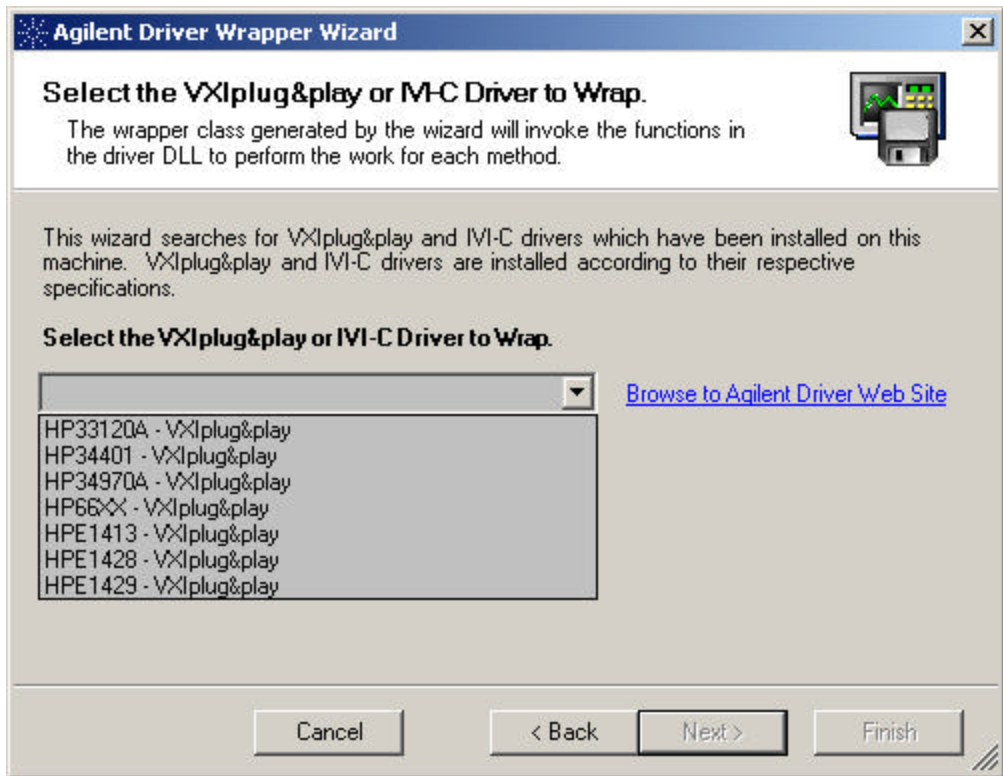 Agilent Driver Wrapper Wizard
Select the VXIplug&play or IVI-C Driver to Wrap.
The wrapper class generated by the wizard will invoke the functions in
the driver DLL to perform the work for each method.
This wizard searches for VXIplug&play and IVI-C drivers which have been installed on this
machine. VXIplug&play and IVI-C drivers are installed according to their respective
specifications.
Select the VXIplug&play or IVI-C Driver to Wrap.
Browse to Agilent Driver Web Site
HP33120A - VXIplug&play
HP34401 - VXIplug&play
HP34970A - VXIplug&play
HP66XX - VXIplug&play
HPE1413 - VXIplug&play
HPE1428 - VXIplug&play
HPE1429 - VXIplug&play
Cancel
< Back
Next >
Finish